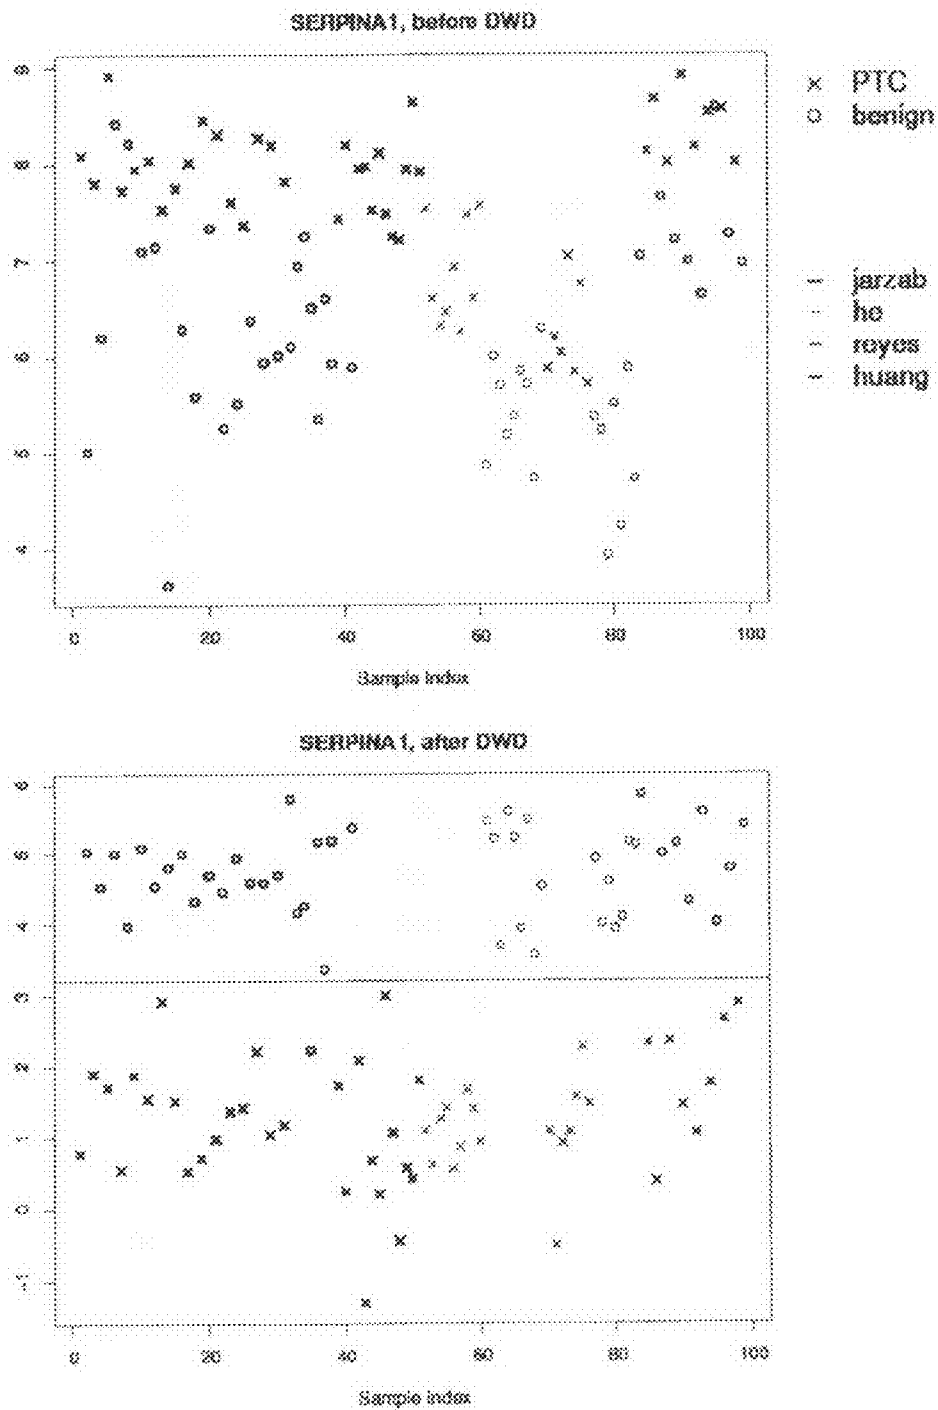 SERPINA1, before DWD
9
8
7
6
5
4
0 20 40 60 80 100
Sample Index
× PTC
○ benign
jarzab
he
reyes
huang
SERPINA1, after DWD
6
5
4
3
2
1
0
-1
0 20 40 60 80 100
Sample Index